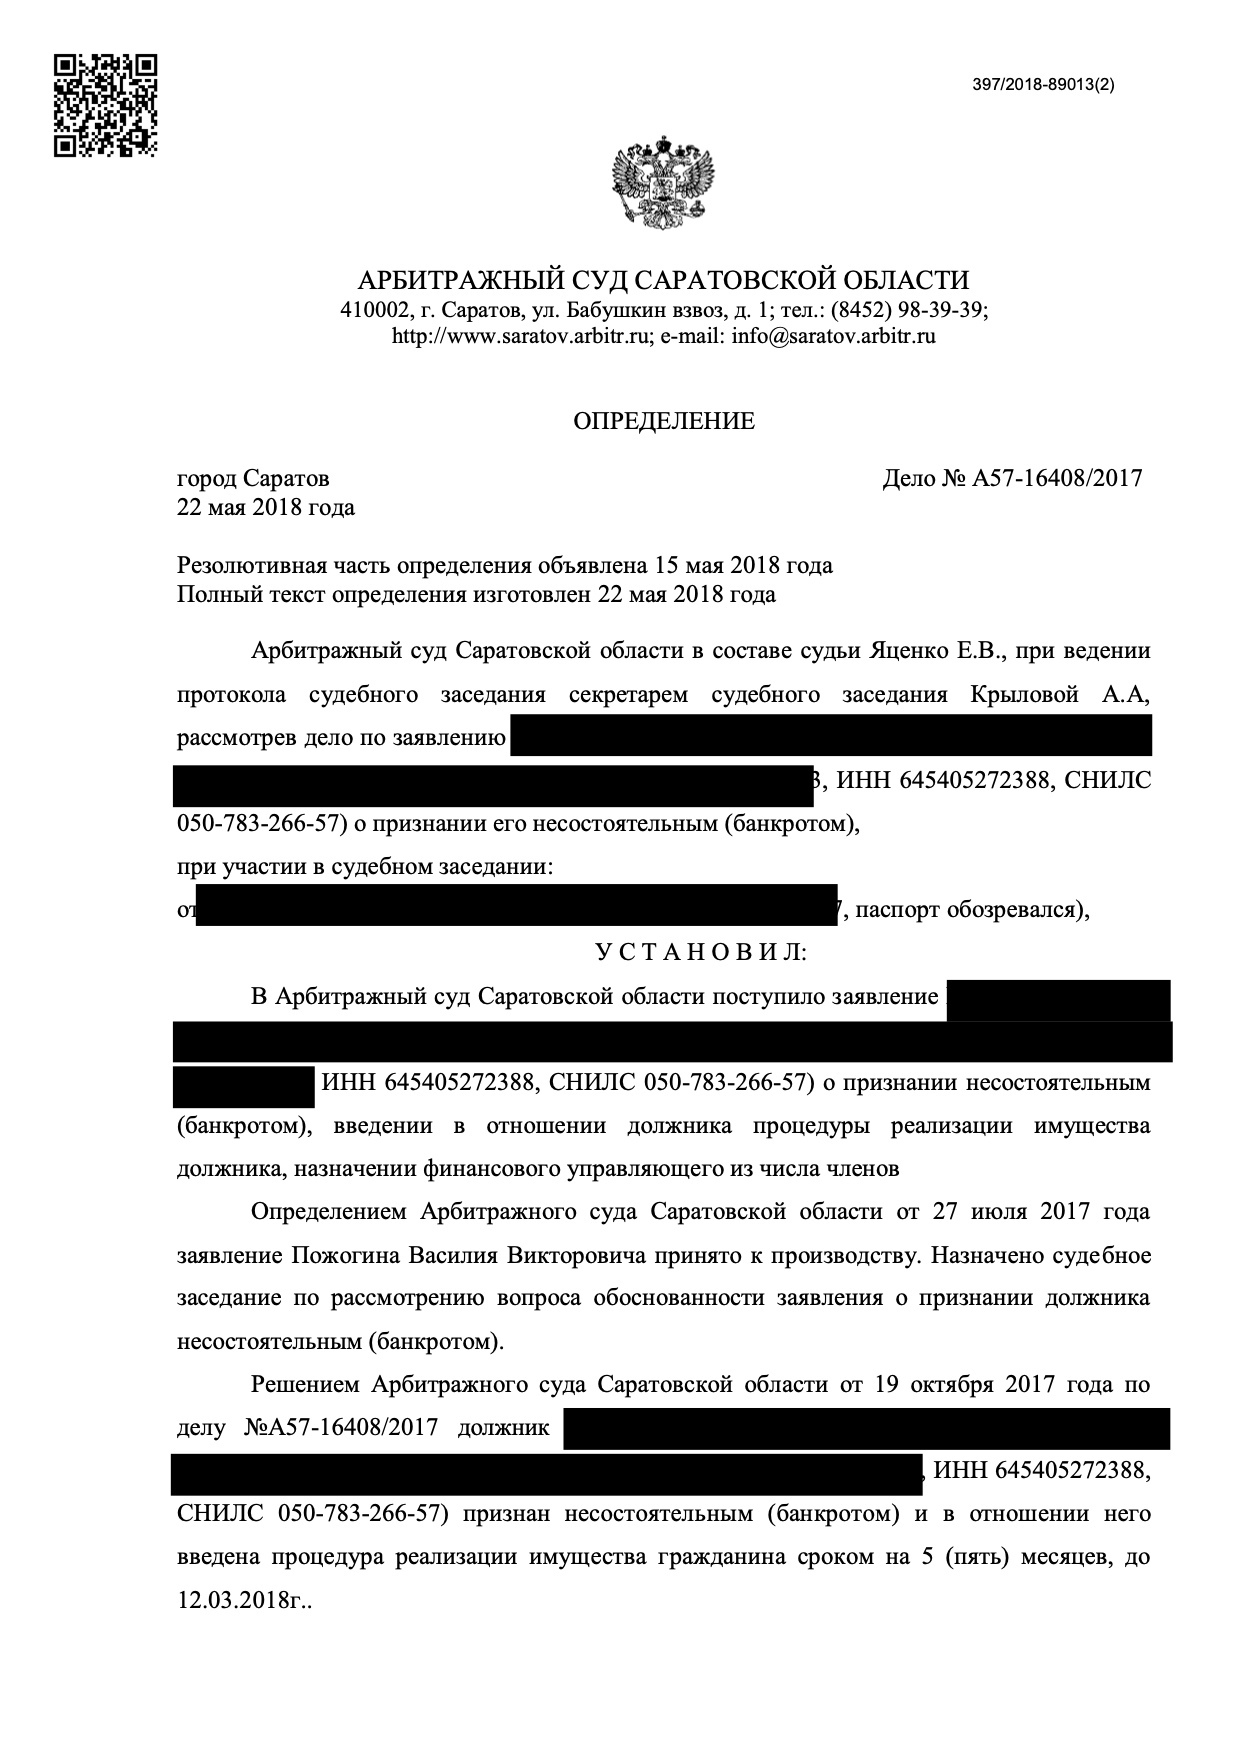 397/2018-89013(2)
АРБИТРАЖНЫЙ СУД САРАТОВСКОЙ ОБЛАСТИ
410002, г. Саратов, ул. Бабушкин взвоз, д. 1; тел.: (8452) 98-39-39;
http://www.saratov.arbitr.ru; e-mail: info@saratov.arbitr.ru
ОПРЕДЕЛЕНИЕ
город Саратов Дело № А57-16408/2017
22 мая 2018 года
Резолютивная часть определения объявлена 15 мая 2018 года
Полный текст определения изготовлен 22 мая 2018 года
Арбитражный суд Саратовской области в составе судьи Яценко Е.В., при ведении
протокола судебного заседания секретарем судебного заседания Крыловой А.А,
рассмотрев дело по заявлению
, ИНН 645405272388, СНИЛС
050-783-266-57) о признании его несостоятельным (банкротом),
при участии в судебном заседании:
от , паспорт обозревался),
У С Т А Н О В И Л:
В Арбитражный суд Саратовской области поступило заявление
ИНН 645405272388, СНИЛС 050-783-266-57) о признании несостоятельным
(банкротом), введении в отношении должника процедуры реализации имущества
должника, назначении финансового управляющего из числа членов
Определением Арбитражного суда Саратовской области от 27 июля 2017 года
заявление Пожогина Василия Викторовича принято к производству. Назначено судебное
заседание по рассмотрению вопроса обоснованности заявления о признании должника
несостоятельным (банкротом).
Решением Арбитражного суда Саратовской области от 19 октября 2017 года по
делу №А57-16408/2017 должник
, ИНН 645405272388,
СНИЛС 050-783-266-57) признан несостоятельным (банкротом) и в отношении него
введена процедура реализации имущества гражданина сроком на 5 (пять) месяцев, до
12.03.2018г..